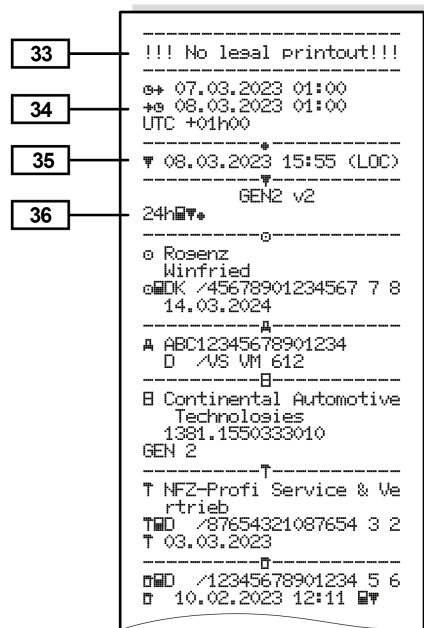 33
!!! No legal printout!!!
34
07.03.2023 01:00
08.03.2023 01:00
UTC +01h00
35
▼ 08.03.2023 15:55 (LOC)
GEN2 v2
36
24h▼
Rogenz
Winfried
DK /45678901234567 7 8
14.03.2024
A ABC12345678901234
D /VS VM 612
B Continental Automotive
Technologies
1381.1550333010
GEN 2
T NFZ-Profi Service & Ve
rtrieb
TD /87654321087654 3 2
T 03.03.2023
D /12345678901234 5 6
10.02.2023 12:11 ▼